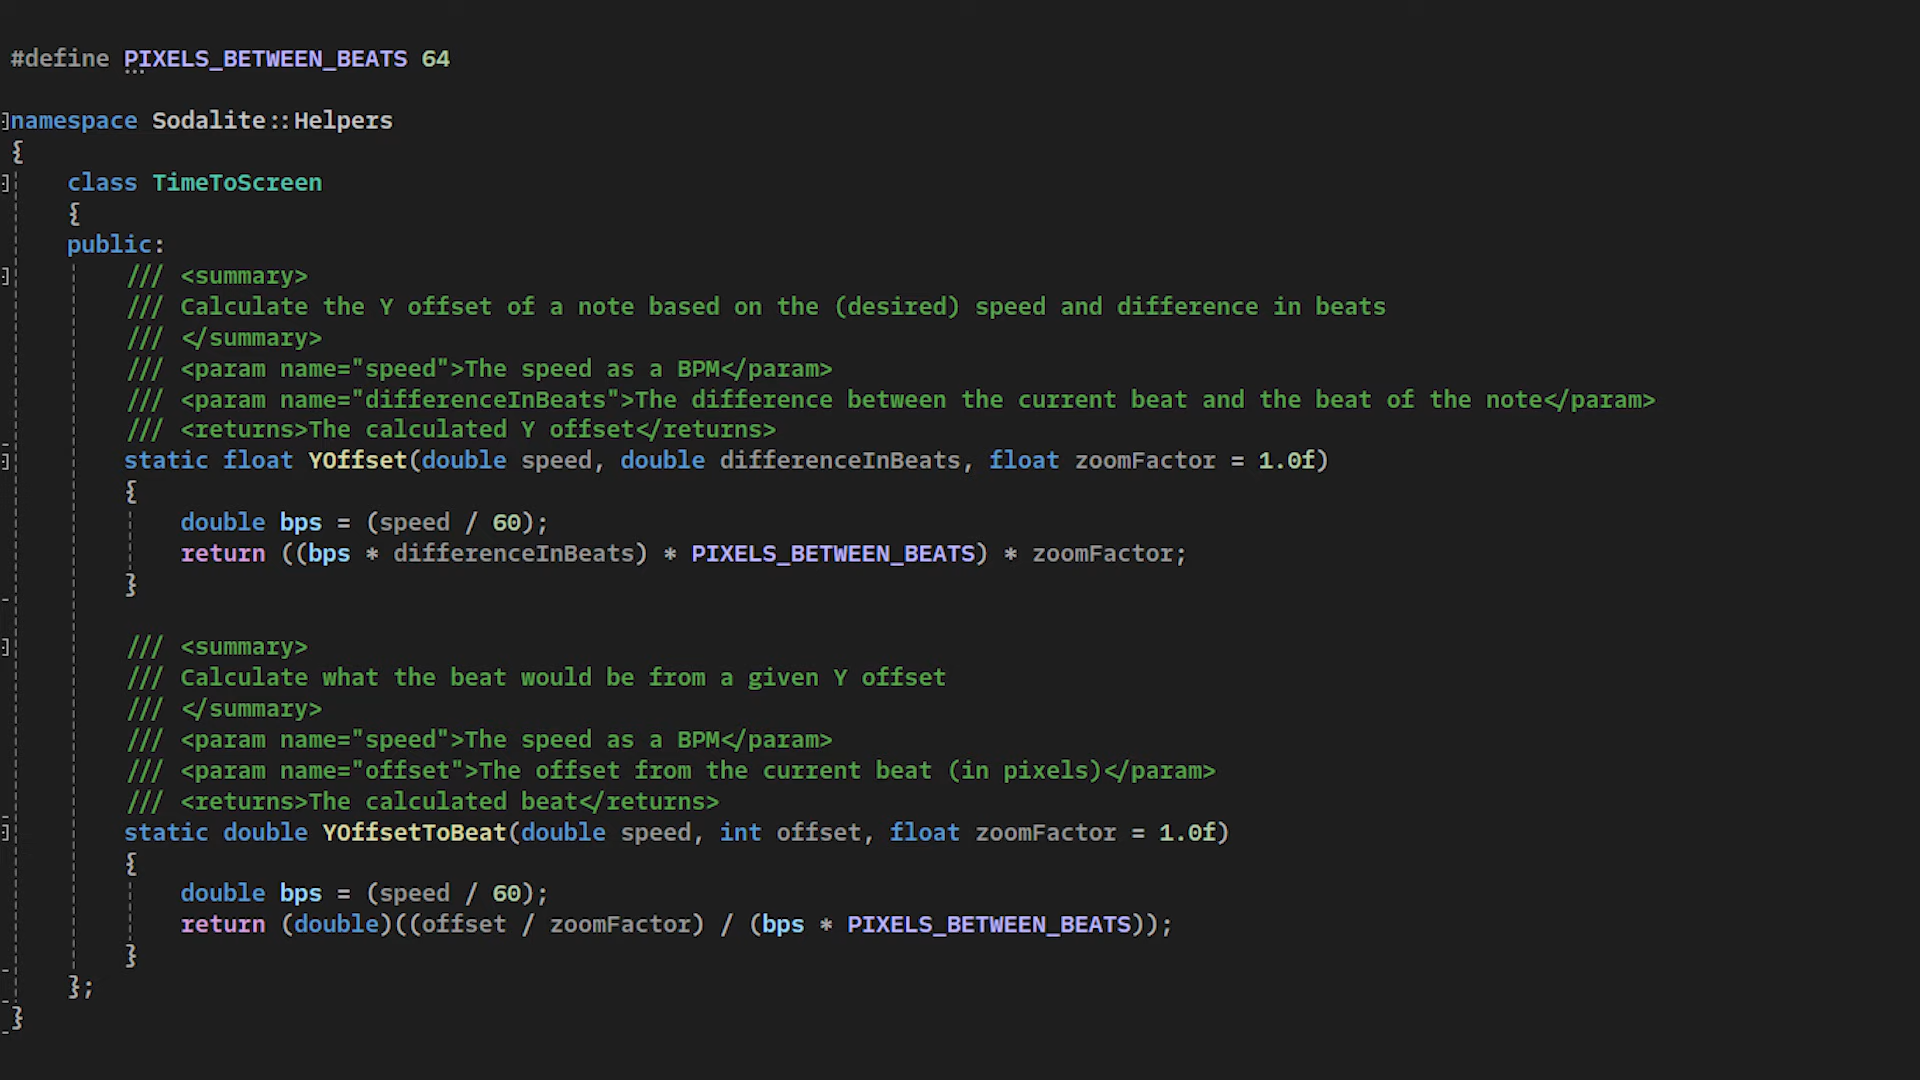 #define PIXELS_BETWEEN_BEATS 64
namespace Sodalite::Helpers
{
class TimeToScreen
{
public:
/// <summary>
/// Calculate the Y offset of a note based on the (desired) speed and difference in beats
/// </summary>
/// <param name="speed">The speed as a BPM</param>
/// <param name="differenceInBeats">The difference between the current beat and the beat of the note</param>
/// <returns>The calculated Y offset</returns>
static float YOffset(double speed, double differenceInBeats, float zoomFactor = 1.0f)
{
double bps = (speed / 60);
return ((bps * differenceInBeats) * PIXELS_BETWEEN_BEATS) * zoomFactor;
}
/// <summary>
/// Calculate what the beat would be from a given Y offset
/// </summary>
/// <param name="speed">The speed as a BPM</param>
/// <param name="offset">The offset from the current beat (in pixels)</param>
/// <returns>The calculated beat</returns>
static double YOffsetToBeat(double speed, int offset, float zoomFactor = 1.0f)
{
double bps = (speed / 60);
return (double)((offset / zoomFactor) / (bps * PIXELS_BETWEEN_BEATS));
}
};
}